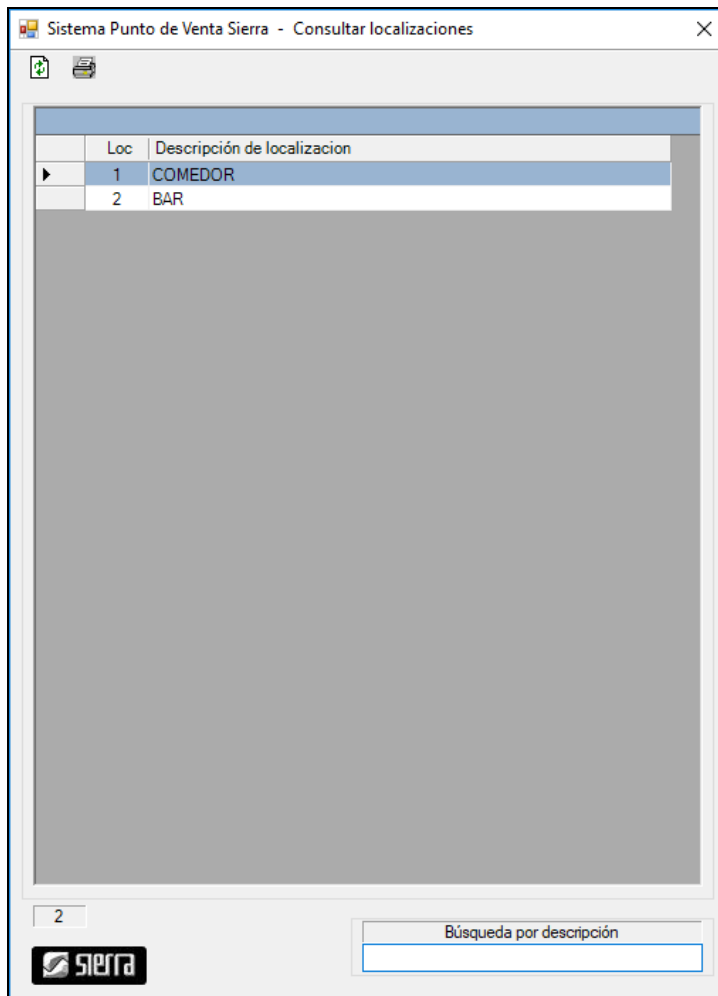 Sistema Punto de Venta Sierra - Consultar localizaciones
Loc Descripción de localizacion
1 COMEDOR
2 BAR
2
Búsqueda por descripción
sierra